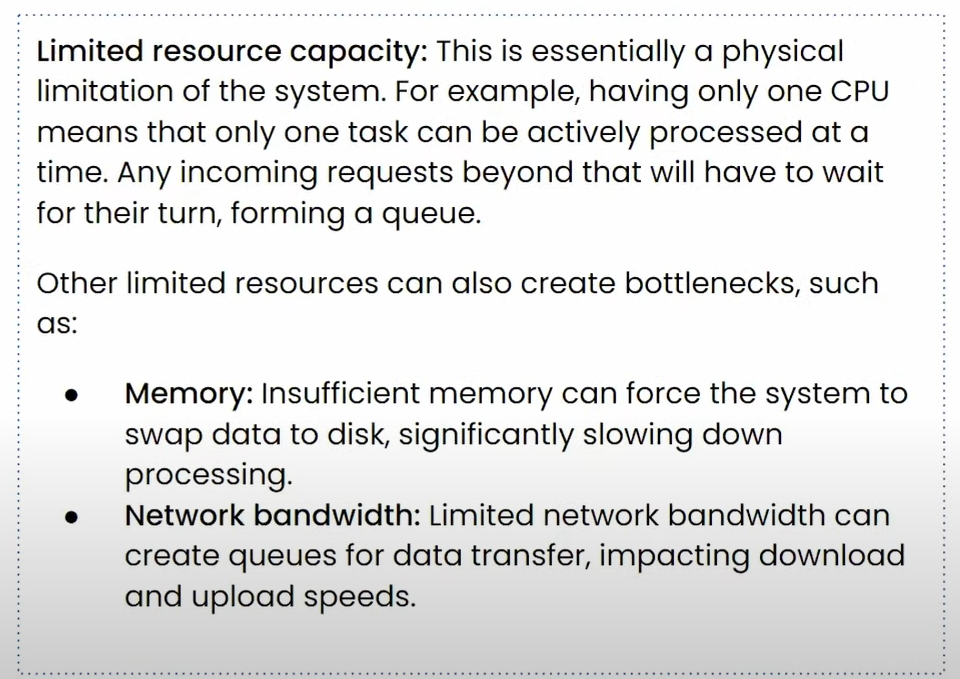 Limited resource capacity: This is essentially a physical
limitation of the system. For example, having only one CPU
means that only one task can be actively processed at a
time. Any incoming requests beyond that will have to wait
for their turn, forming a queue.
Other limited resources can also create bottlenecks, such
as:
● Memory: Insufficient memory can force the system to
swap data to disk, significantly slowing down
processing.
● Network bandwidth: Limited network bandwidth can
create queues for data transfer, impacting download
and upload speeds.